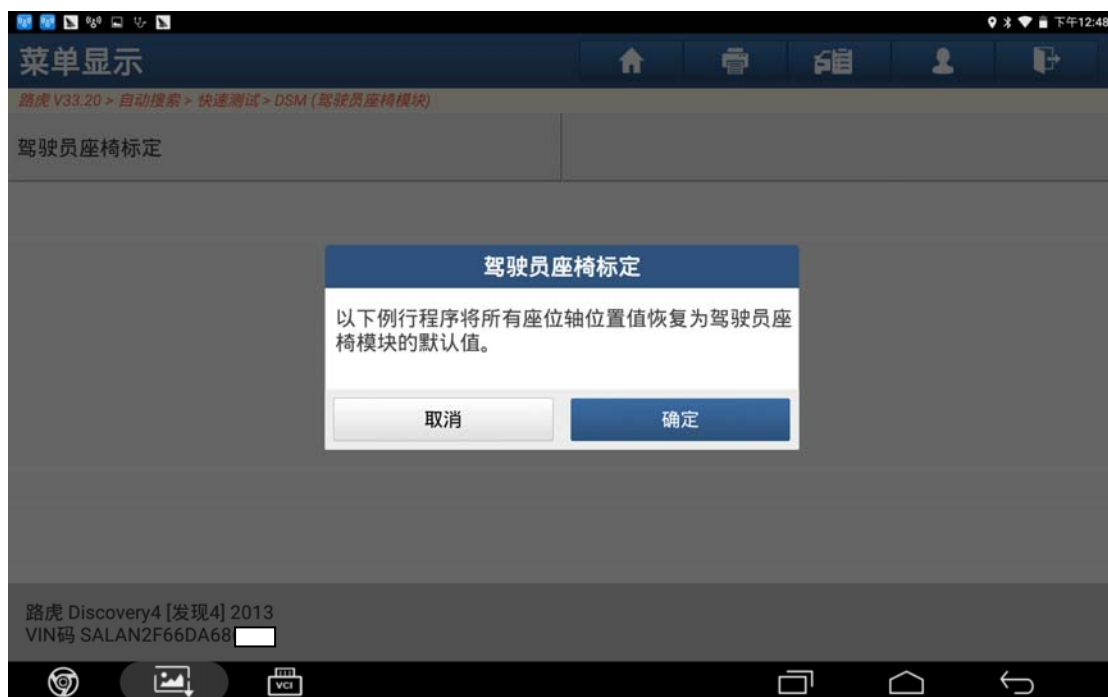 下午12:48
菜单显示
路虎 V33.20 > 自动搜索 > 快速测试 > DSM (驾驶员座椅模块)
驾驶员座椅标定
驾驶员座椅标定
以下例行程序将所有座位轴位置值恢复为驾驶员座
椅模块的默认值。
取消
确定
路虎 Discovery4 [发现4] 2013
VIN码 SALAN2F66DA68
VCI